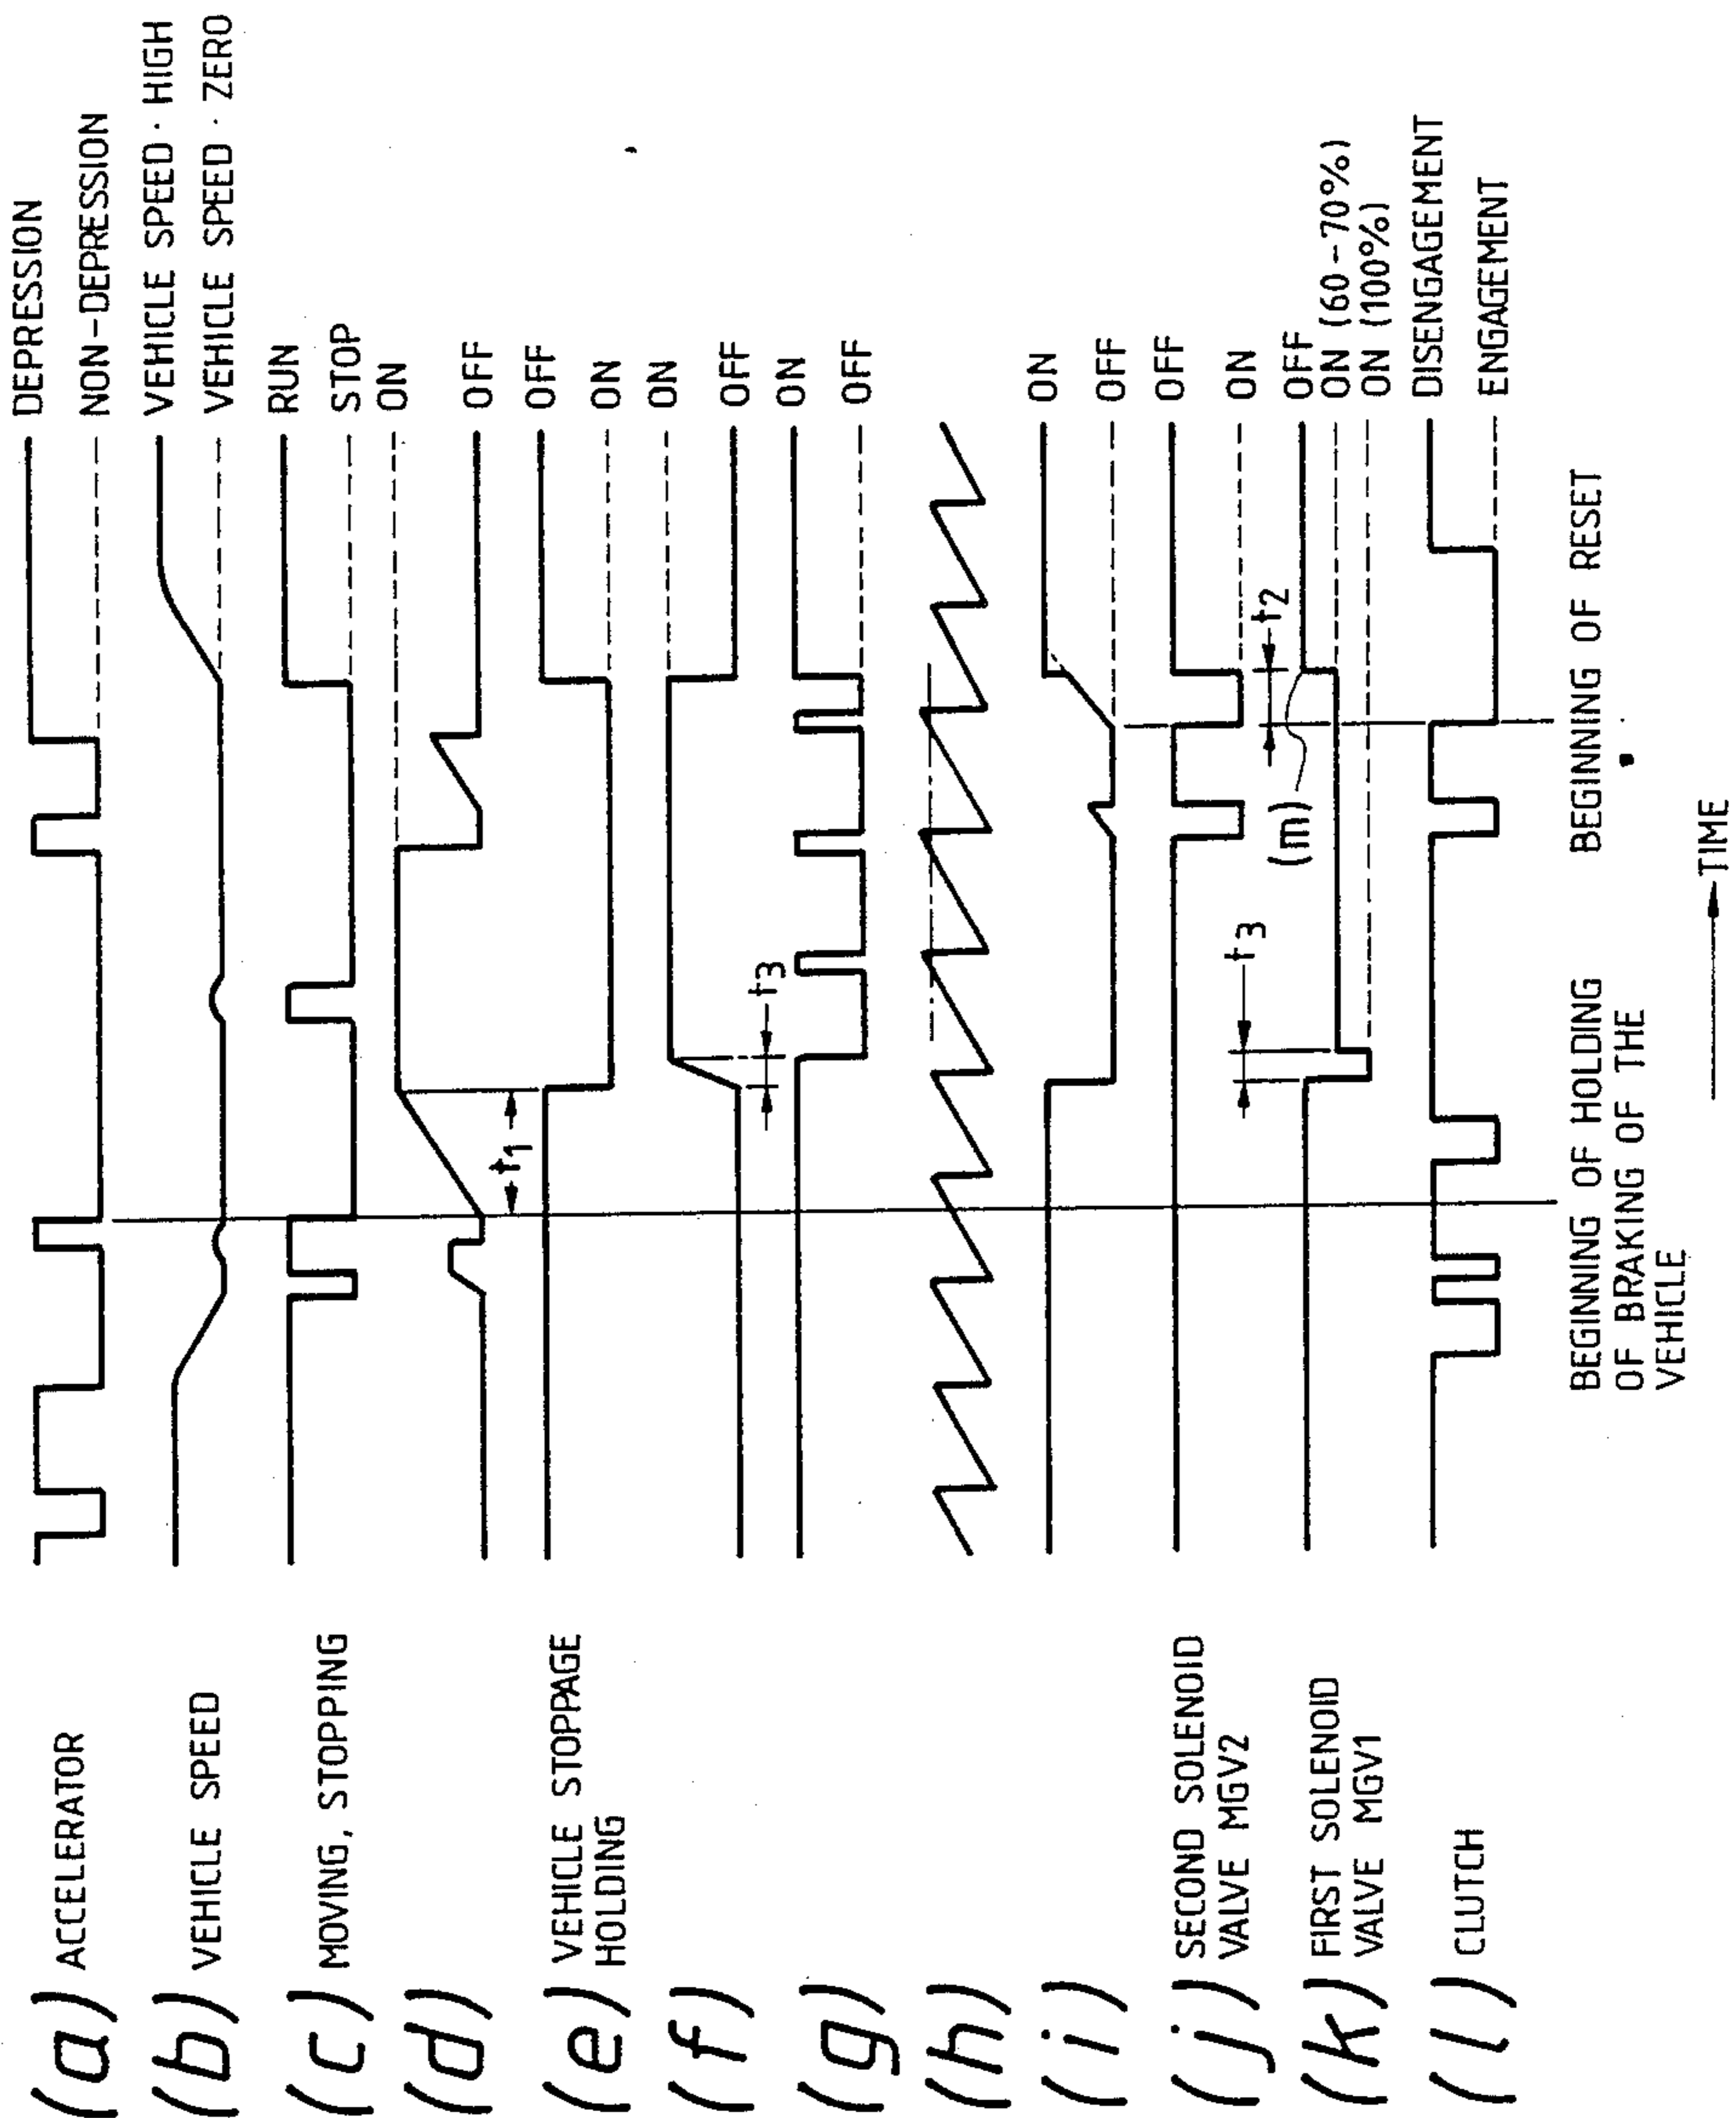 (a) ACCELERATOR
DEPRESSION
NON-DEPRESSION
(b) VEHICLE SPEED
VEHICLE SPEED · HIGH
VEHICLE SPEED · ZERO
(c) MOVING, STOPPING
RUN
STOP
(d)
ON
OFF
t1
(e) VEHICLE STOPPAGE
HOLDING
OFF
ON
(f)
ON
OFF
t3
(g)
ON
OFF
(h)
(i)
ON
OFF
(j) SECOND SOLENOID
VALVE MGV2
OFF
ON
t3
(m)
t2
(k) FIRST SOLENOID
VALVE MGV1
OFF
ON (60-70%)
ON (100%)
(l) CLUTCH
DISENGAGEMENT
ENGAGEMENT
BEGINNING OF HOLDING
OF BRAKING OF THE
VEHICLE
BEGINNING OF RESET
TIME